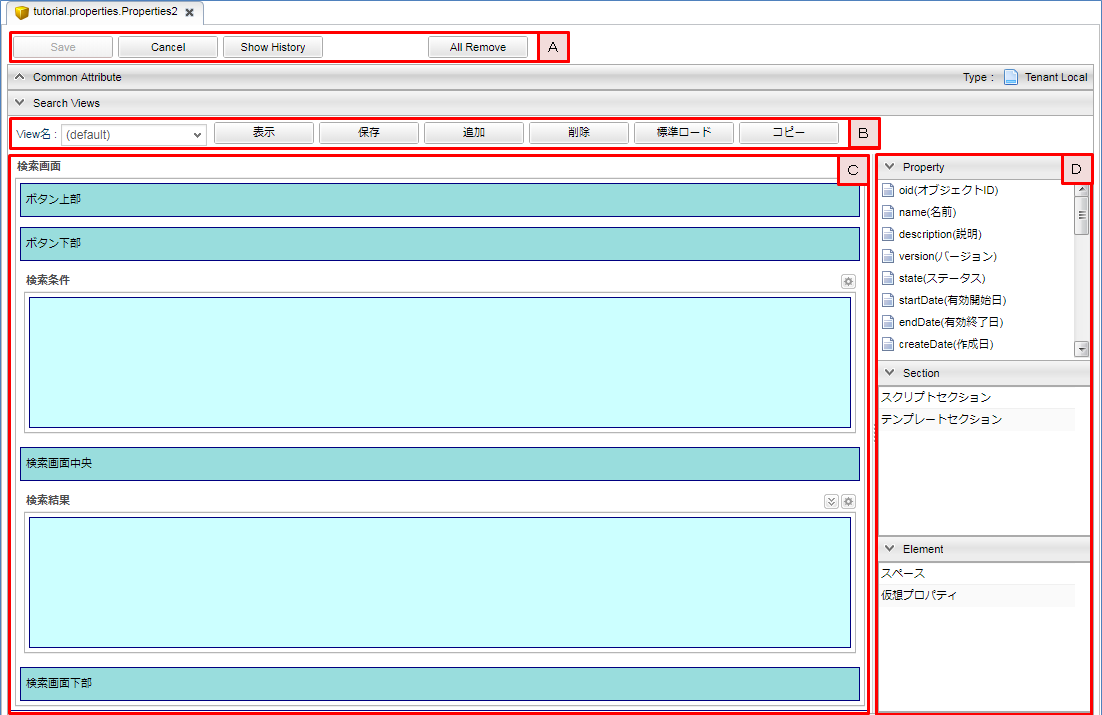 tutorial.properties.Properties2
Save Cancel Show History All Remove A
Common Attribute Type : Tenant Local
Search Views
View名 : (default) 表示 保存 追加 削除 標準ロード コピー B
検索画面 C
ボタン上部
ボタン下部
検索条件
検索画面中央
検索結果
検索画面下部
Property D
oid(オブジェクトID)
name(名前)
description(説明)
version(バージョン)
state(ステータス)
startDate(有効開始日)
endDate(有効終了日)
createDate(作成日)
Section
スクリプトセクション
テンプレートセクション
Element
スペース
仮想プロパティ